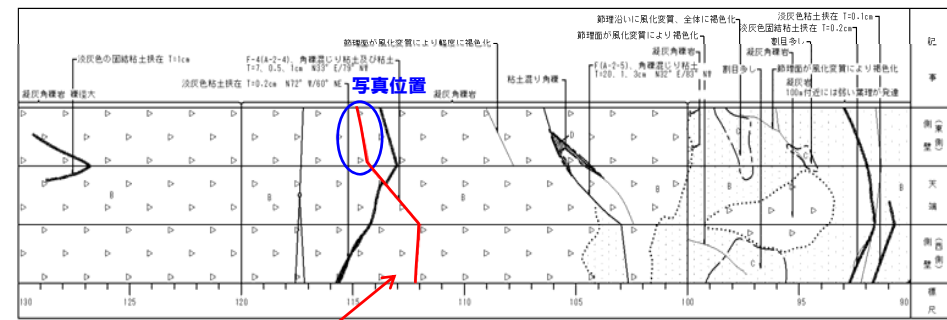 節理沿いに風化変質、全体に褐色化
淡灰色粘土挟在 T=0.1cm
節理面が風化変質により褐色化
淡灰色固結粘土挟在 T=0.2cm
凝灰角礫岩
割目多し
凝灰角礫岩
淡灰色の固結粘土挟在 T=1cm
F-4(A-2-4)、角礫混じり粘土及び粘土
T=7, 0.5, 1cm N33° E/79° NW
節理面が風化変質により幅度に褐色化
F(A-2-5)、角礫混じり粘土
T=20, 1, 3cm N32° E/83° NW
割目多し
節理面が風化変質により褐色化
凝灰岩
100m付近には弱い葉理が発達
淡灰色粘土挟在 T=0.2cm N72° W/60° NE
写真位置
粘土混り角礫
凝灰角礫岩 礫径大
凝灰角礫岩
記事
側壁(東側)
天端
側壁(西側)
標尺
B
B
B
B
B
B
B
C
C
C
D
130 125 120 115 110 105 100 95 90